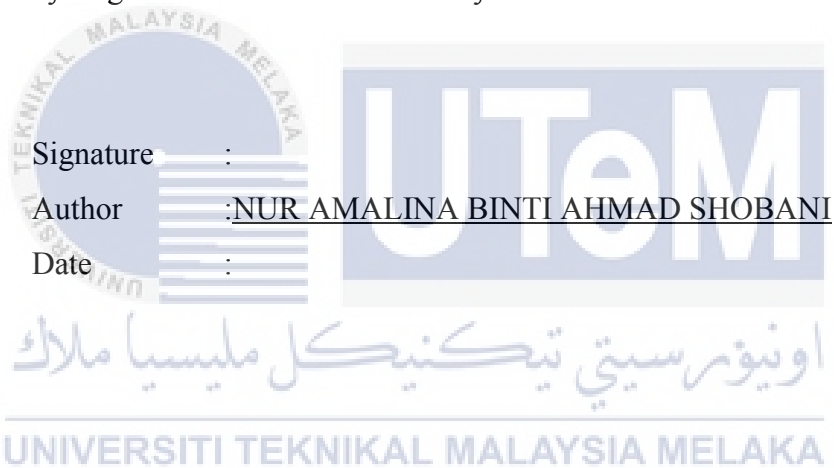 Signature :
Author :NUR AMALINA BINTI AHMAD SHOBANI
Date :
UNIVERSITI TEKNIKAL MALAYSIA MELAKA
UTeM
اونيۏرسيتي تيكنيكل مليسيا ملاك
UNIVERSITI TEKNIKAL MALAYSIA MELAKA